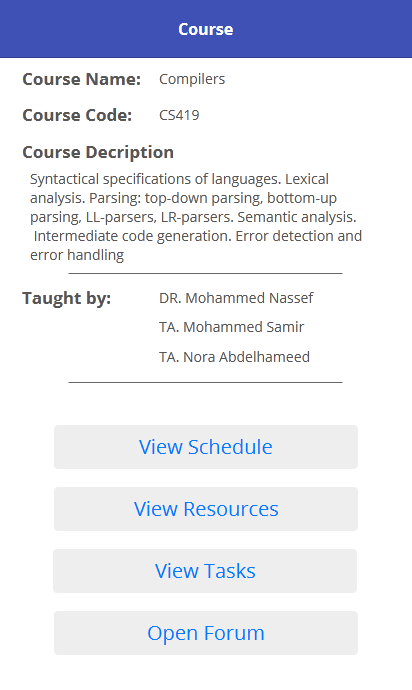 Course
Course Name: Compilers
Course Code: CS419
Course Decription
Syntactical specifications of languages. Lexical
analysis. Parsing: top-down parsing, bottom-up
parsing, LL-parsers, LR-parsers. Semantic analysis.
Intermediate code generation. Error detection and
error handling
Taught by: DR. Mohammed Nassef
TA. Mohammed Samir
TA. Nora Abdelhameed
View Schedule
View Resources
View Tasks
Open Forum